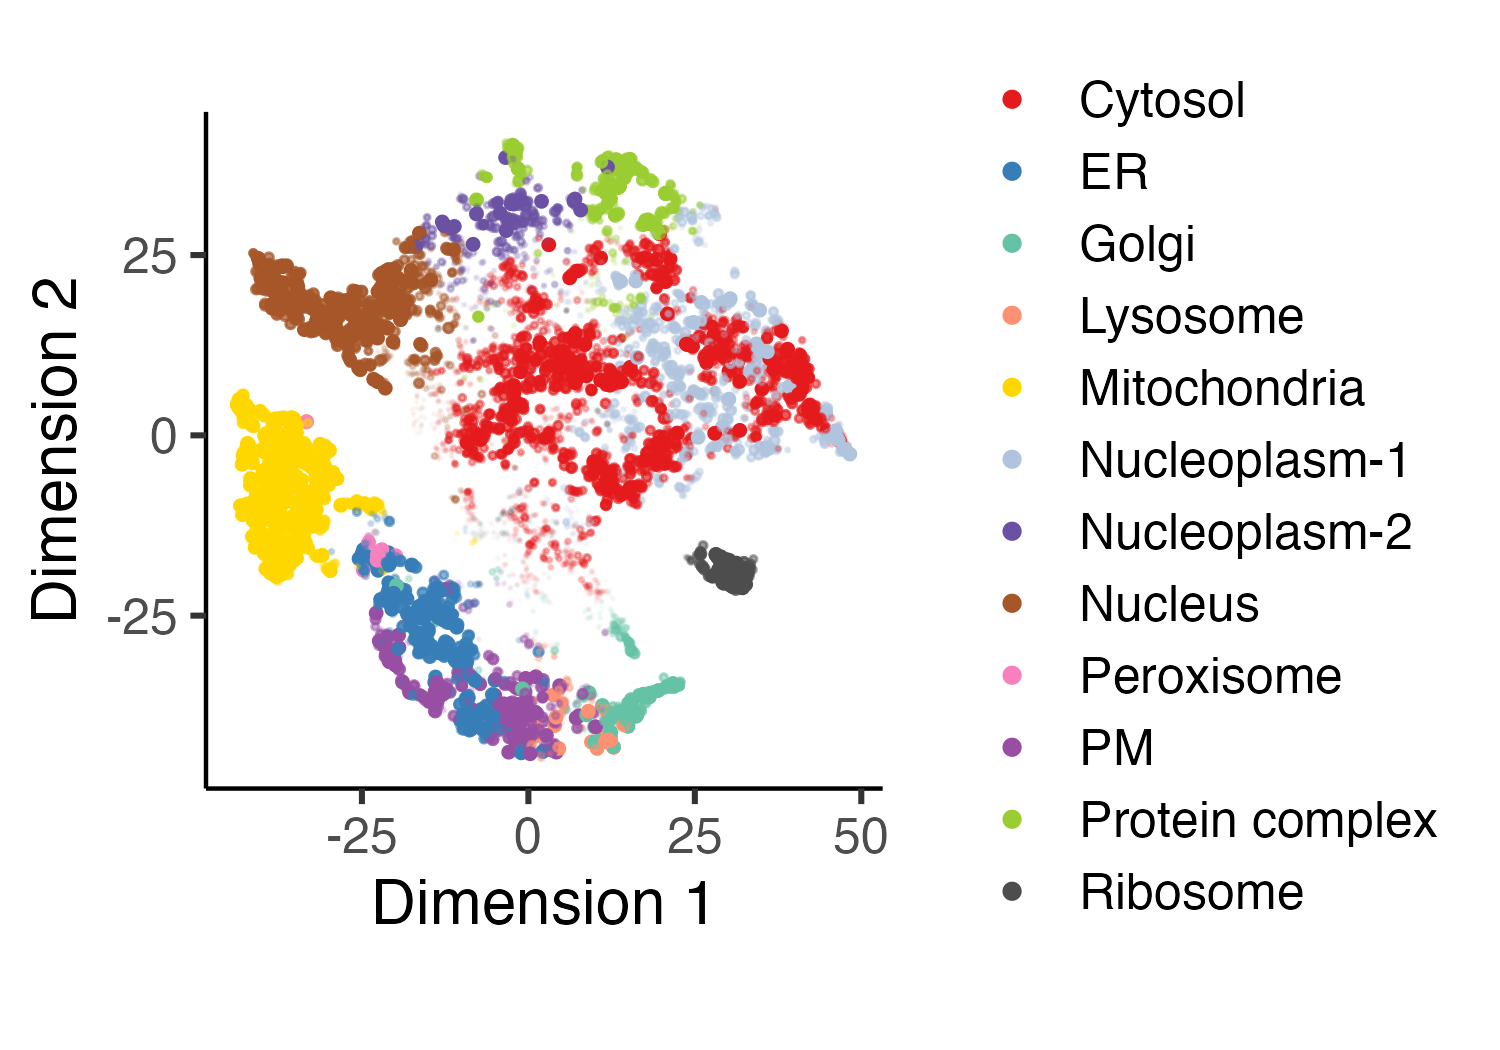 Cytosol
ER
Golgi
Lysosome
Mitochondria
Nucleoplasm-1
Nucleoplasm-2
Nucleus
Peroxisome
PM
Protein complex
Ribosome
Dimension 2
25
0
-25
-25 0 25 50
Dimension 1